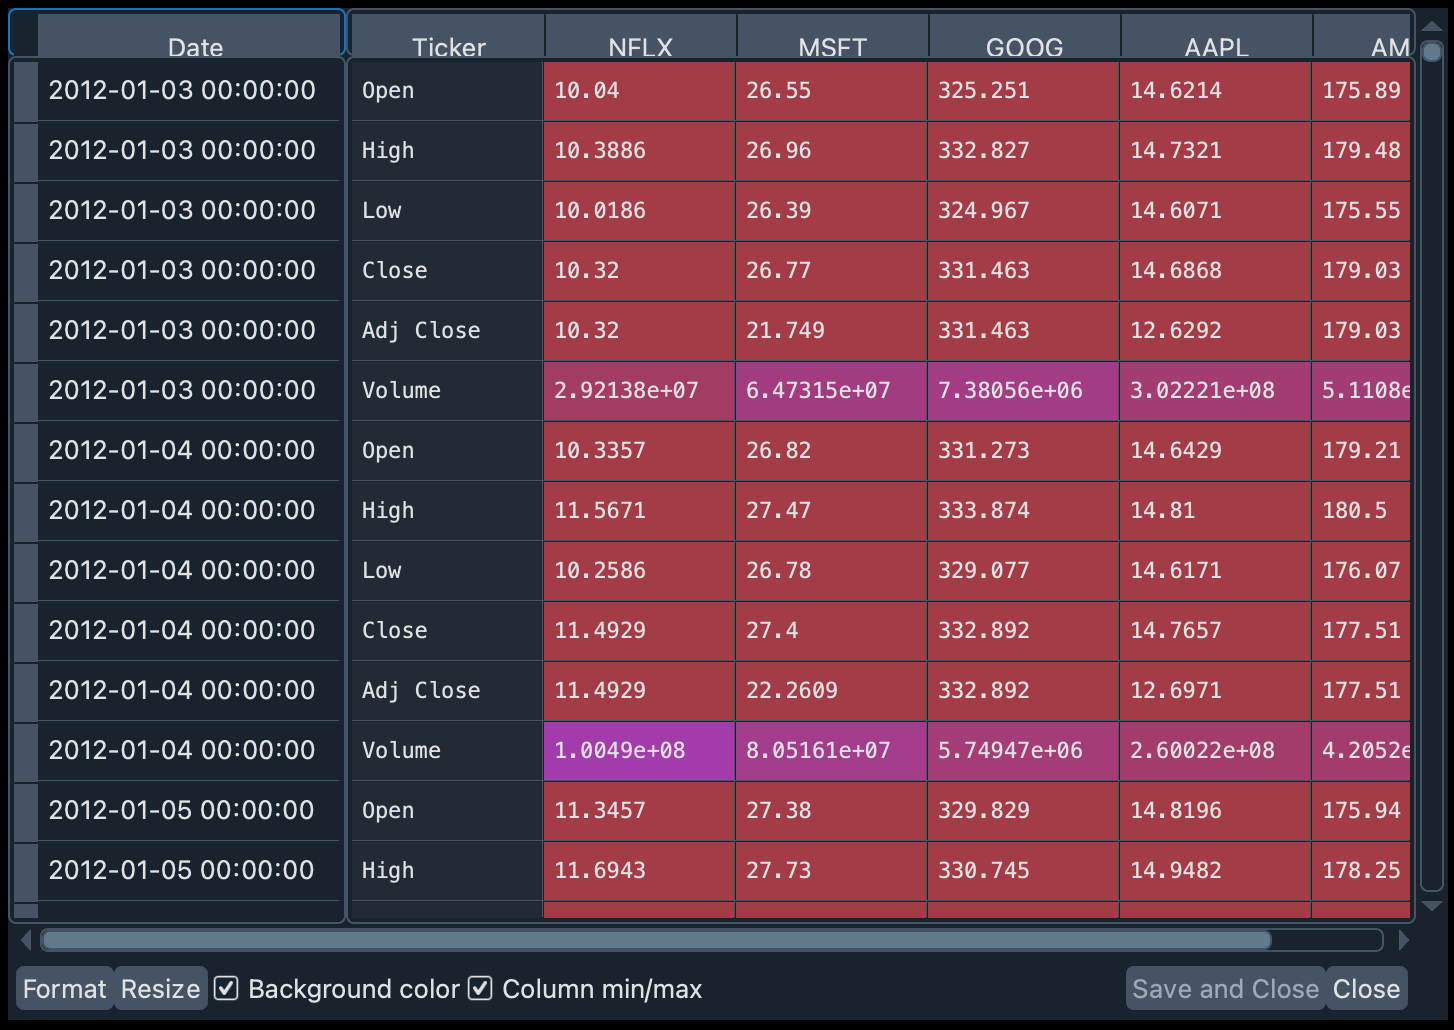 Date Ticker NFLX MSFT GOOG AAPL AM
2012-01-03 00:00:00 Open 10.04 26.55 325.251 14.6214 175.89
2012-01-03 00:00:00 High 10.3886 26.96 332.827 14.7321 179.48
2012-01-03 00:00:00 Low 10.0186 26.39 324.967 14.6071 175.55
2012-01-03 00:00:00 Close 10.32 26.77 331.463 14.6868 179.03
2012-01-03 00:00:00 Adj Close 10.32 21.749 331.463 12.6292 179.03
2012-01-03 00:00:00 Volume 2.92138e+07 6.47315e+07 7.38056e+06 3.02221e+08 5.1108e
2012-01-04 00:00:00 Open 10.3357 26.82 331.273 14.6429 179.21
2012-01-04 00:00:00 High 11.5671 27.47 333.874 14.81 180.5
2012-01-04 00:00:00 Low 10.2586 26.78 329.077 14.6171 176.07
2012-01-04 00:00:00 Close 11.4929 27.4 332.892 14.7657 177.51
2012-01-04 00:00:00 Adj Close 11.4929 22.2609 332.892 12.6971 177.51
2012-01-04 00:00:00 Volume 1.0049e+08 8.05161e+07 5.74947e+06 2.60022e+08 4.2052e
2012-01-05 00:00:00 Open 11.3457 27.38 329.829 14.8196 175.94
2012-01-05 00:00:00 High 11.6943 27.73 330.745 14.9482 178.25
Format Resize Background color Column min/max Save and Close Close